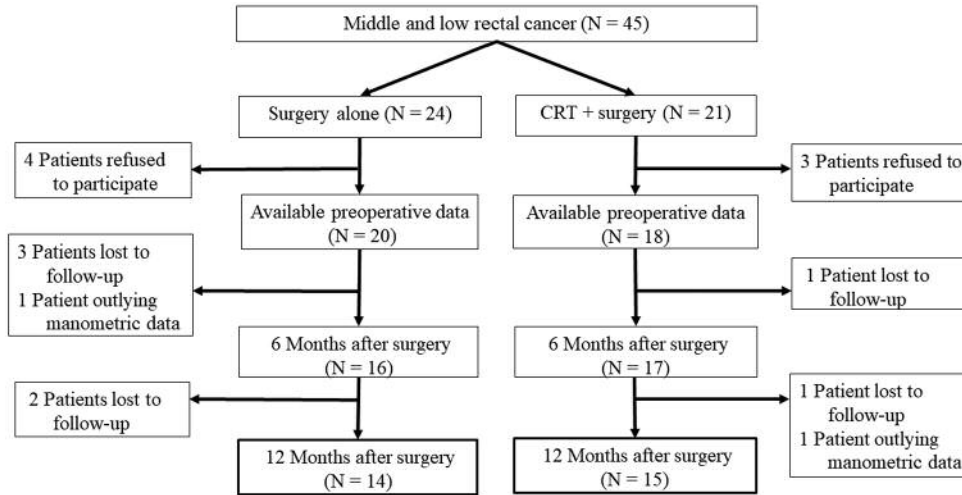 Middle and low rectal cancer (N = 45)
Surgery alone (N = 24)
CRT + surgery (N = 21)
4 Patients refused
to participate
3 Patients refused to
participate
Available preoperative data
(N = 20)
Available preoperative data
(N = 18)
3 Patients lost to
follow-up
1 Patient outlying
manometric data
1 Patient lost to
follow-up
6 Months after surgery
(N = 16)
6 Months after surgery
(N = 17)
2 Patients lost to
follow-up
1 Patient lost to
follow-up
1 Patient outlying
manometric data
12 Months after surgery
(N = 14)
12 Months after surgery
(N = 15)